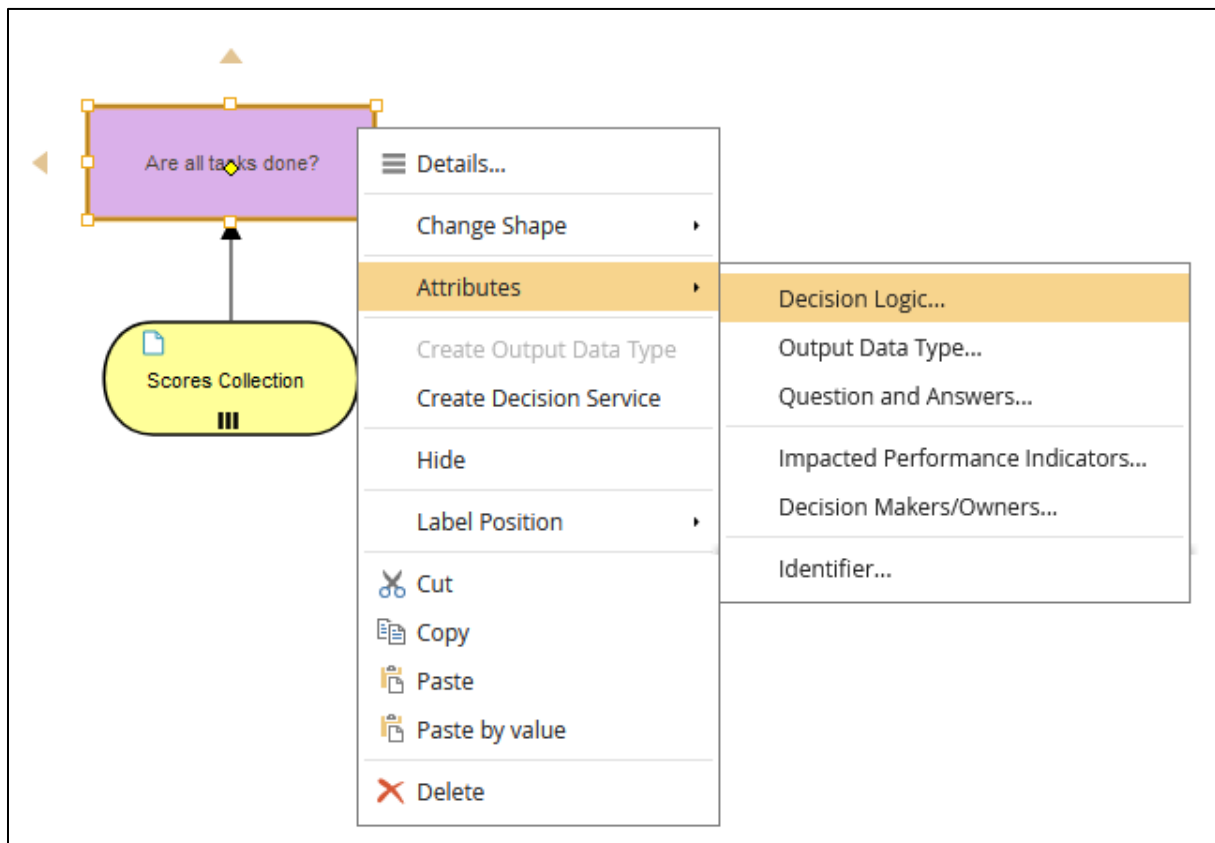 Are all tasks done?
Scores Collection
Details...
Change Shape
Attributes
Create Output Data Type
Create Decision Service
Hide
Label Position
Cut
Copy
Paste
Paste by value
Delete
Decision Logic...
Output Data Type...
Question and Answers...
Impacted Performance Indicators...
Decision Makers/Owners...
Identifier...